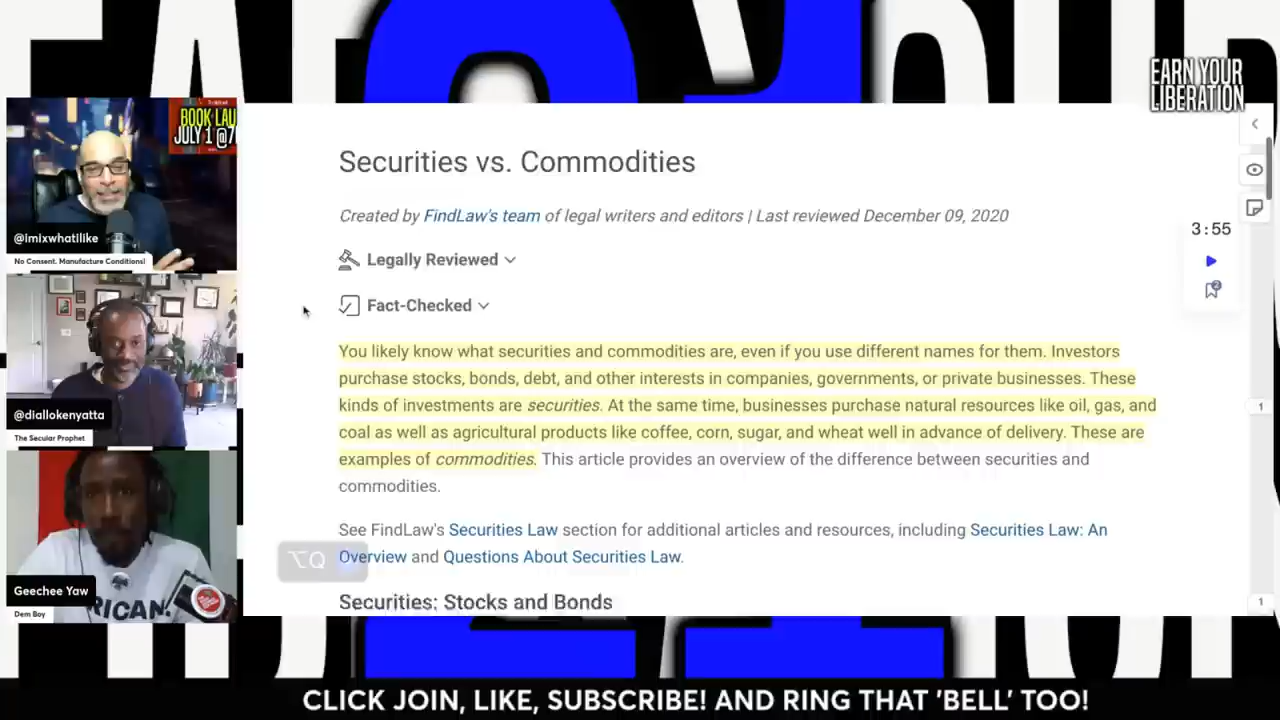 EARN YOUR
LIBERATION
BOOK LAU
JULY 1 @7
@imixwhatilike
No Consent. Manufacture Conditions!
@diallokenyatta
The Secular Prophet
Geechee Yaw
RICAN.
Dem Boy
Securities vs. Commodities
Created by FindLaw's team of legal writers and editors | Last reviewed December 09, 2020
Legally Reviewed
Fact-Checked
You likely know what securities and commodities are, even if you use different names for them. Investors
purchase stocks, bonds, debt, and other interests in companies, governments, or private businesses. These
kinds of investments are securities. At the same time, businesses purchase natural resources like oil, gas, and
coal as well as agricultural products like coffee, corn, sugar, and wheat well in advance of delivery. These are
examples of commodities. This article provides an overview of the difference between securities and
commodities.
See FindLaw's Securities Law section for additional articles and resources, including Securities Law: An
Overview and Questions About Securities Law.
⌥Q
Securities: Stocks and Bonds
3:55
2
1
1
CLICK JOIN, LIKE, SUBSCRIBE! AND RING THAT 'BELL' TOO!